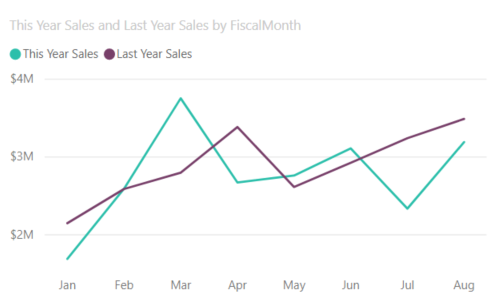 This Year Sales and Last Year Sales by FiscalMonth
This Year Sales Last Year Sales
$4M
$3M
$2M
Jan Feb Mar Apr May Jun Jul Aug